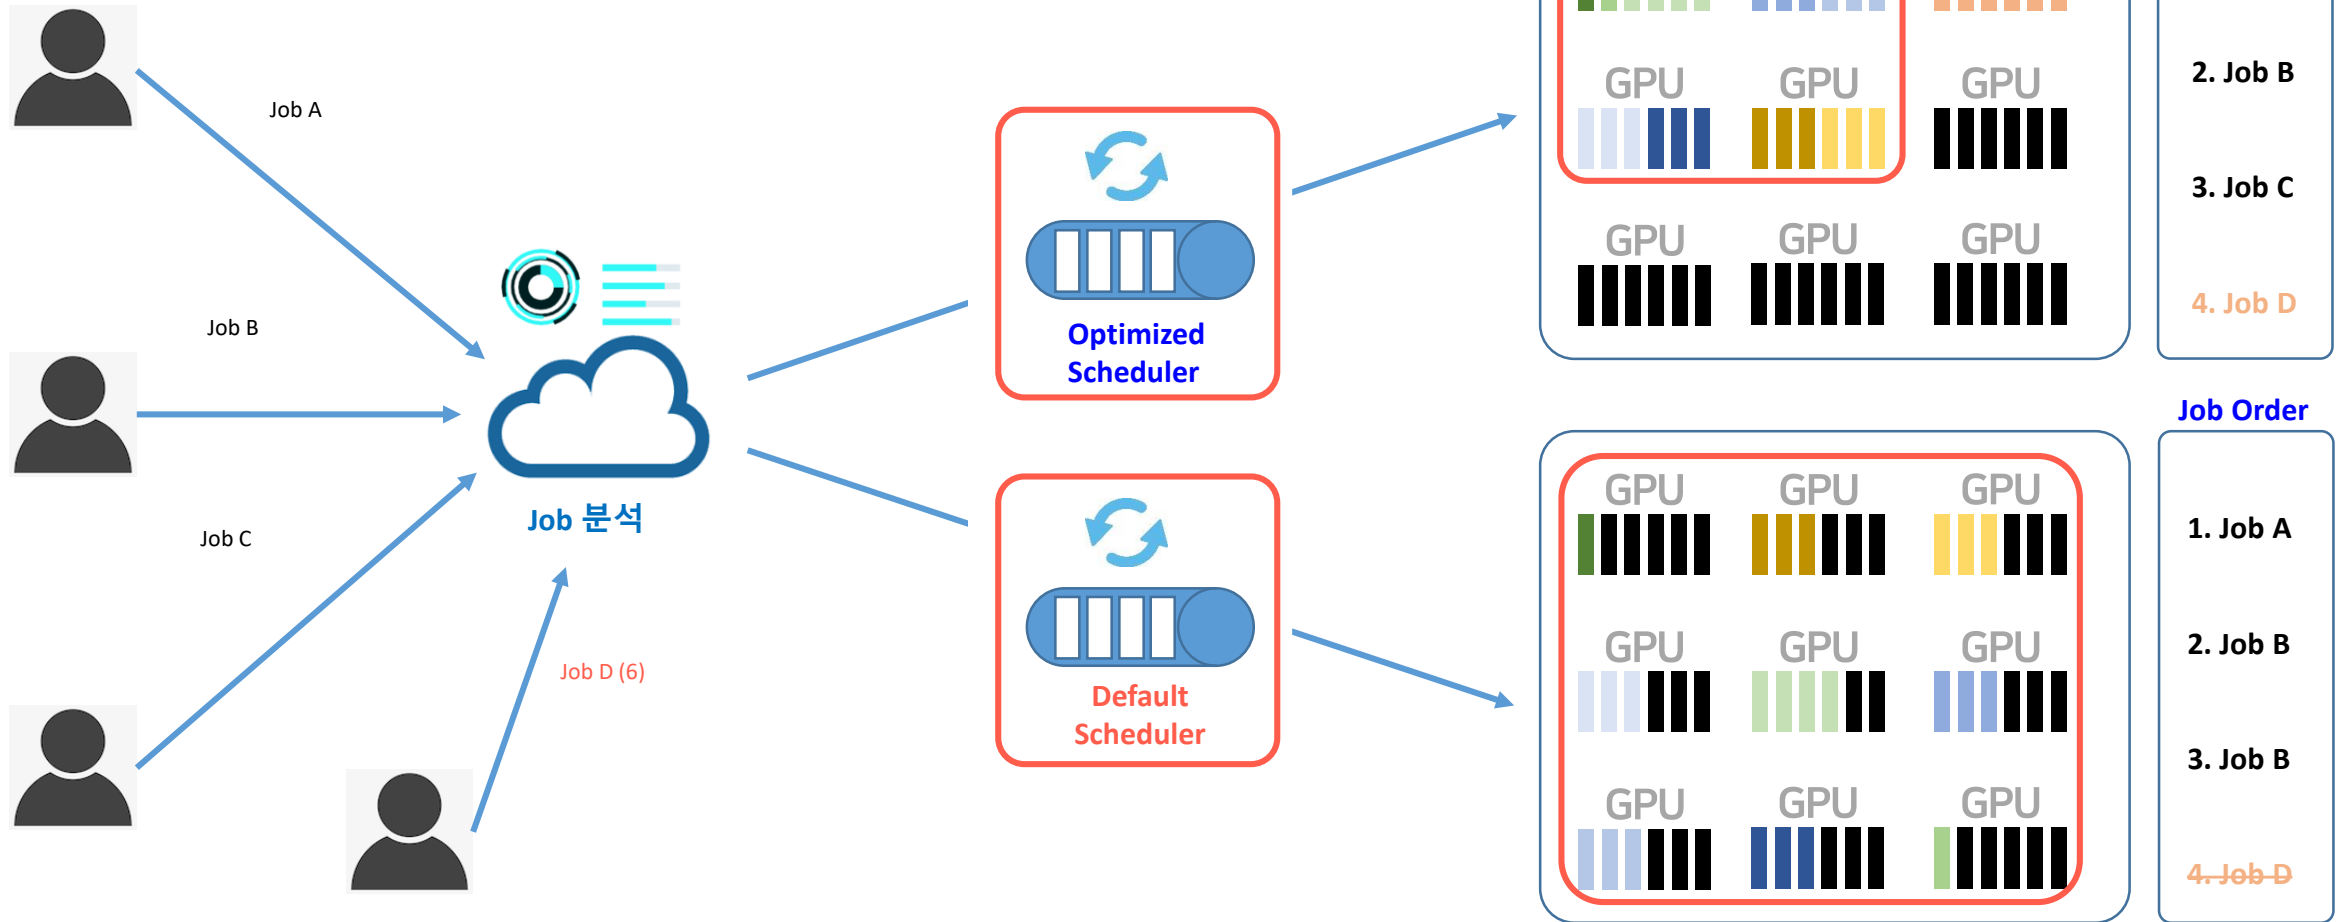 Job A
Job B
Job C
Job D (6)
Job 분석
Optimized
Scheduler
Default
Scheduler
GPU GPU GPU
GPU GPU GPU
2. Job B
3. Job C
4. Job D
Job Order
GPU GPU GPU
GPU GPU GPU
GPU GPU GPU
1. Job A
2. Job B
3. Job B
4. Job D